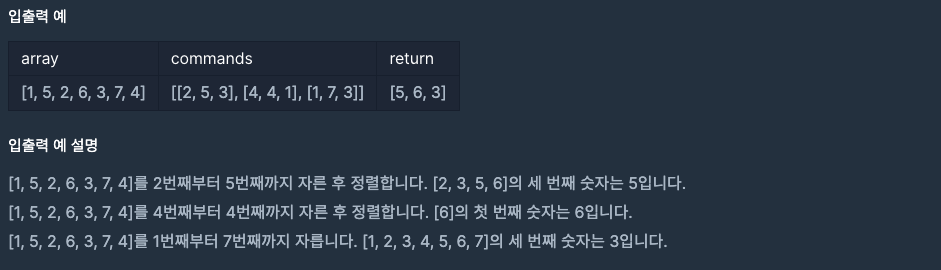 입출력 예
array commands return
[1, 5, 2, 6, 3, 7, 4] [[2, 5, 3], [4, 4, 1], [1, 7, 3]] [5, 6, 3]
입출력 예 설명
[1, 5, 2, 6, 3, 7, 4]를 2번째부터 5번째까지 자른 후 정렬합니다. [2, 3, 5, 6]의 세 번째 숫자는 5입니다.
[1, 5, 2, 6, 3, 7, 4]를 4번째부터 4번째까지 자른 후 정렬합니다. [6]의 첫 번째 숫자는 6입니다.
[1, 5, 2, 6, 3, 7, 4]를 1번째부터 7번째까지 자릅니다. [1, 2, 3, 4, 5, 6, 7]의 세 번째 숫자는 3입니다.